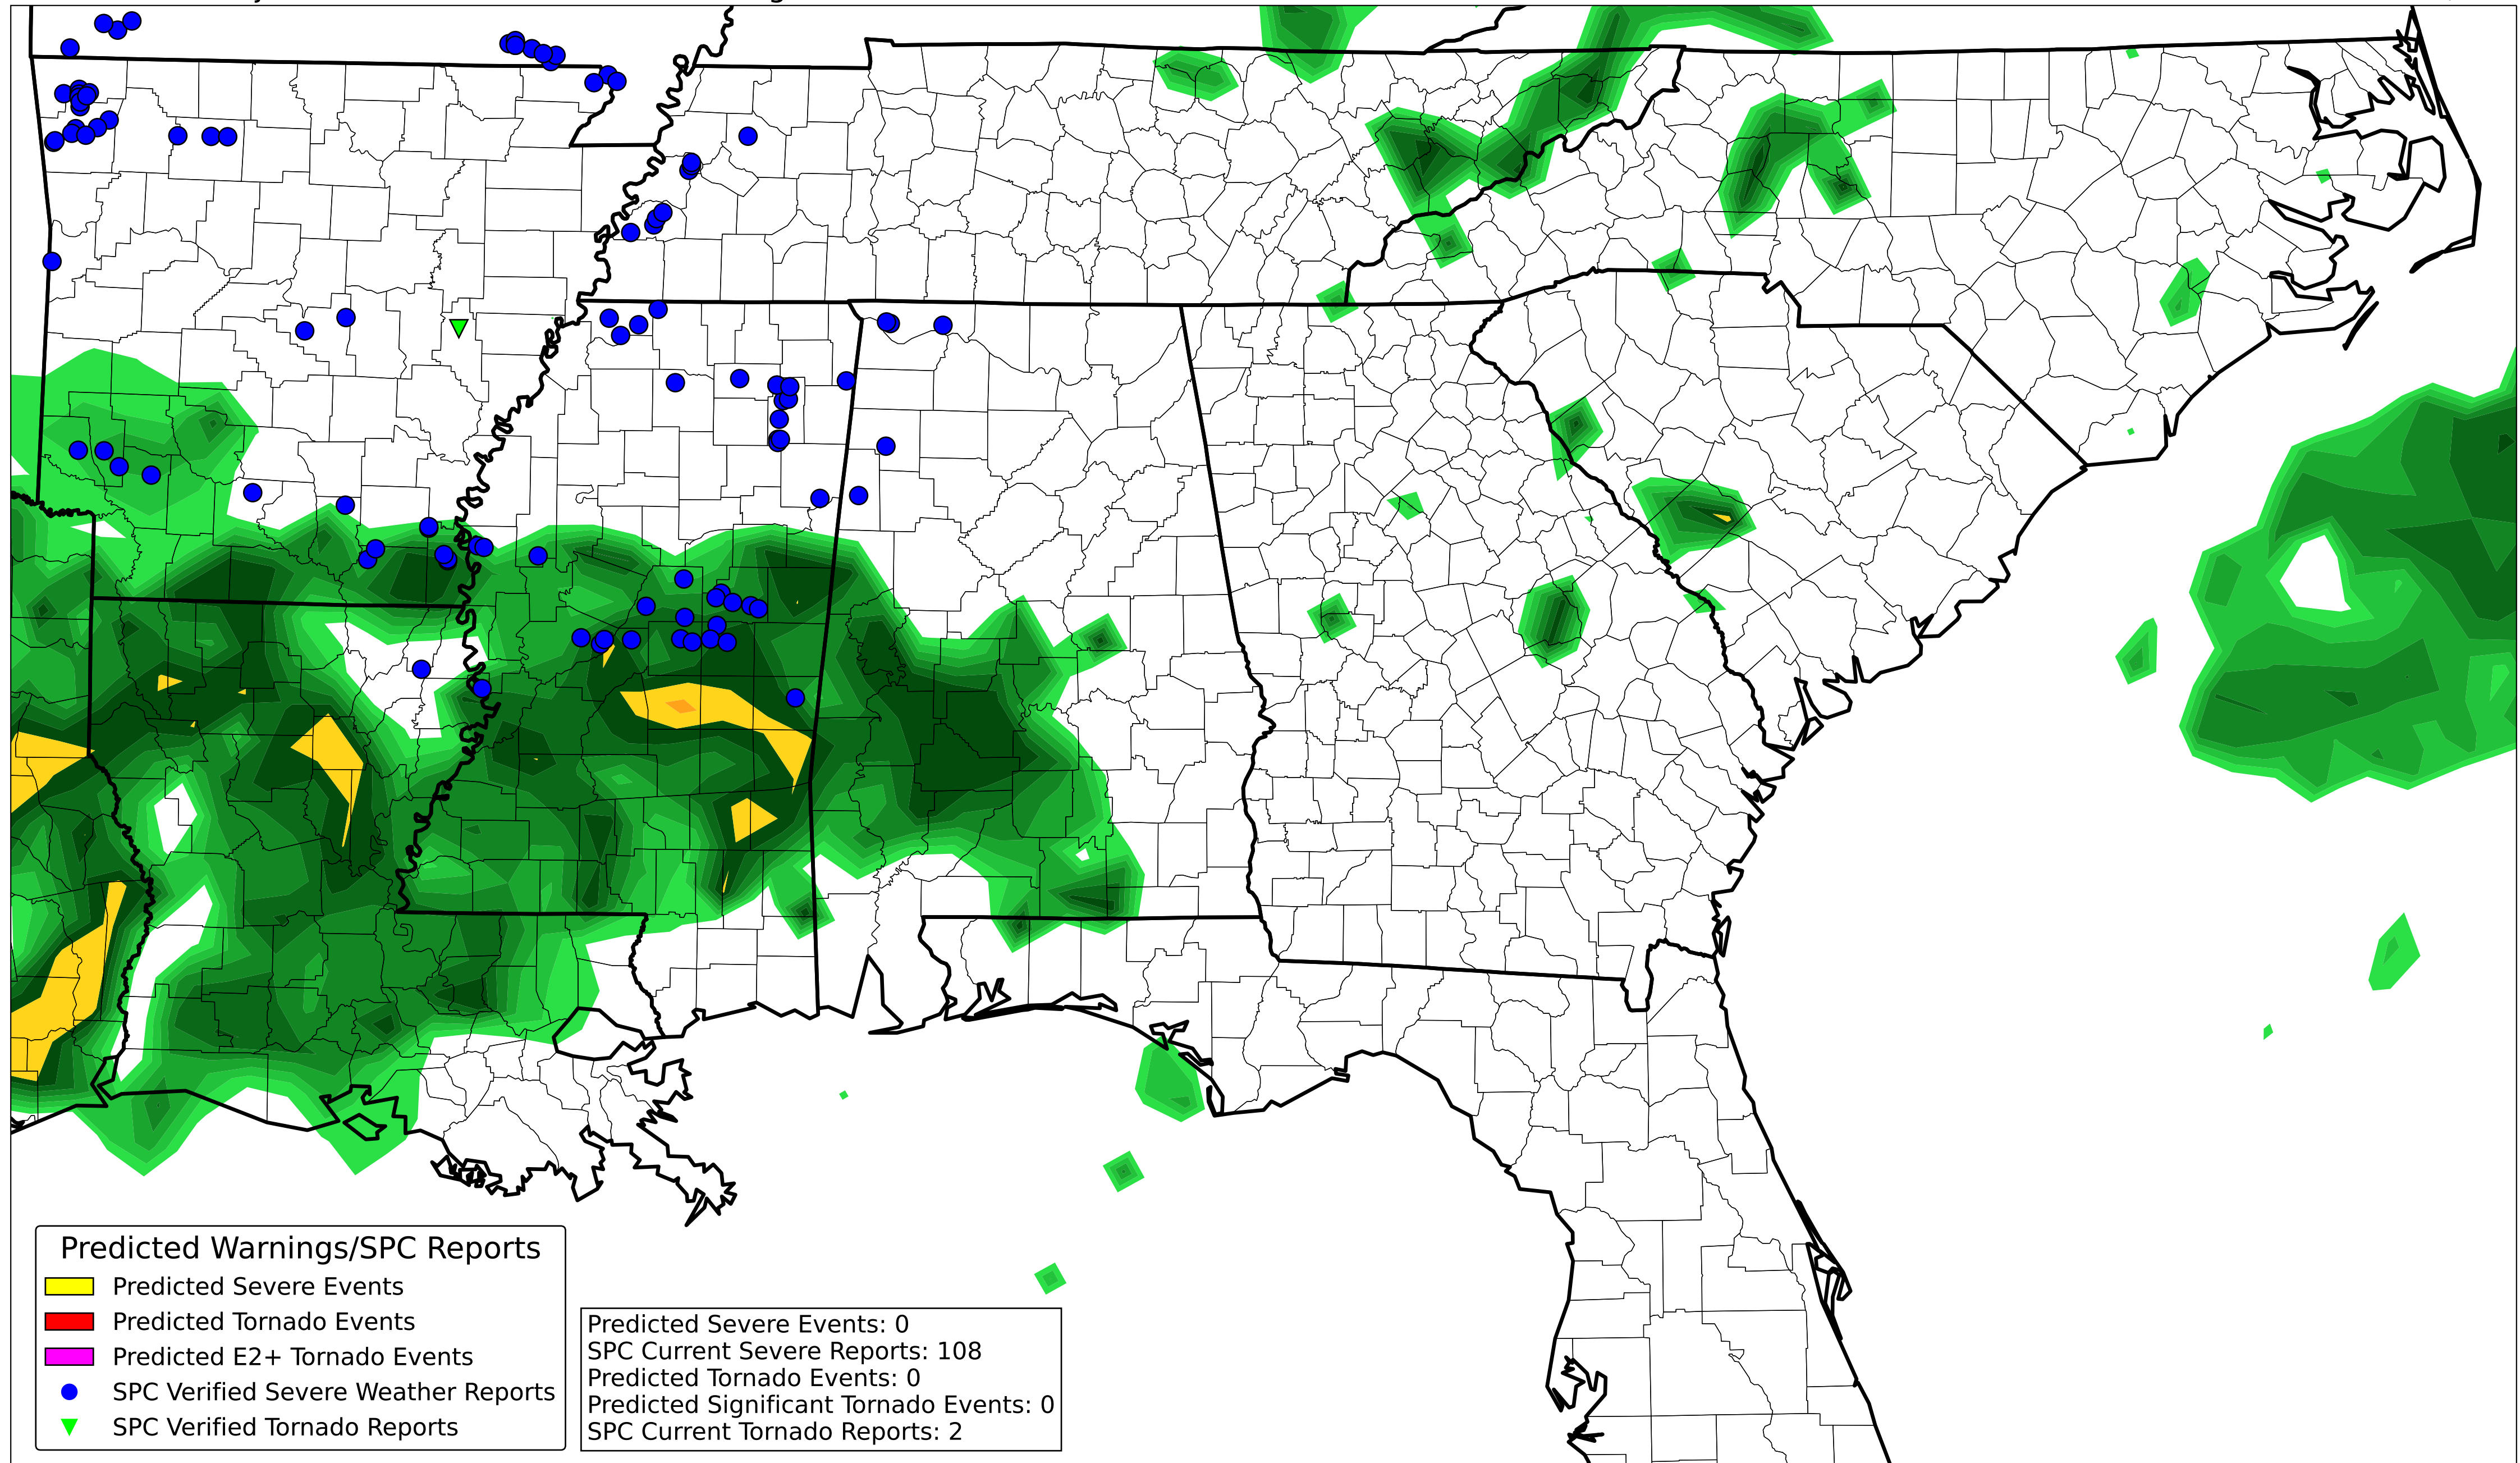 Predicted Warnings/SPC Reports
Predicted Severe Events
Predicted Tornado Events
Predicted E2+ Tornado Events
SPC Verified Severe Weather Reports
SPC Verified Tornado Reports
Predicted Severe Events: 0
SPC Current Severe Reports: 108
Predicted Tornado Events: 0
Predicted Significant Tornado Events: 0
SPC Current Tornado Reports: 2